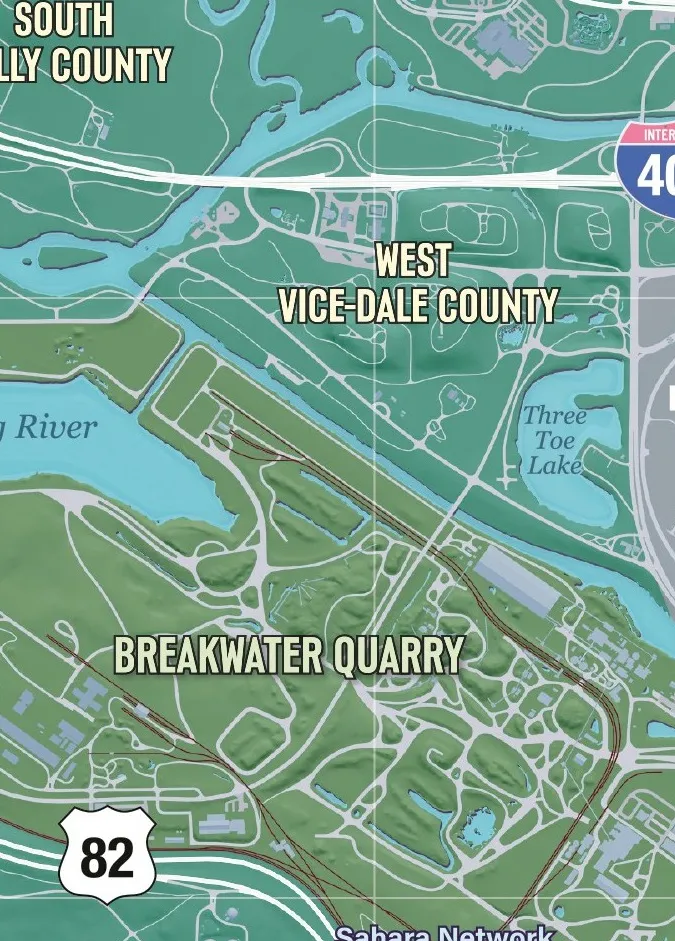 SOUTH
LLY COUNTY
INTER
40
WEST
VICE-DALE COUNTY
Three
Toe
Lake
g River
BREAKWATER QUARRY
82
Sahara Network